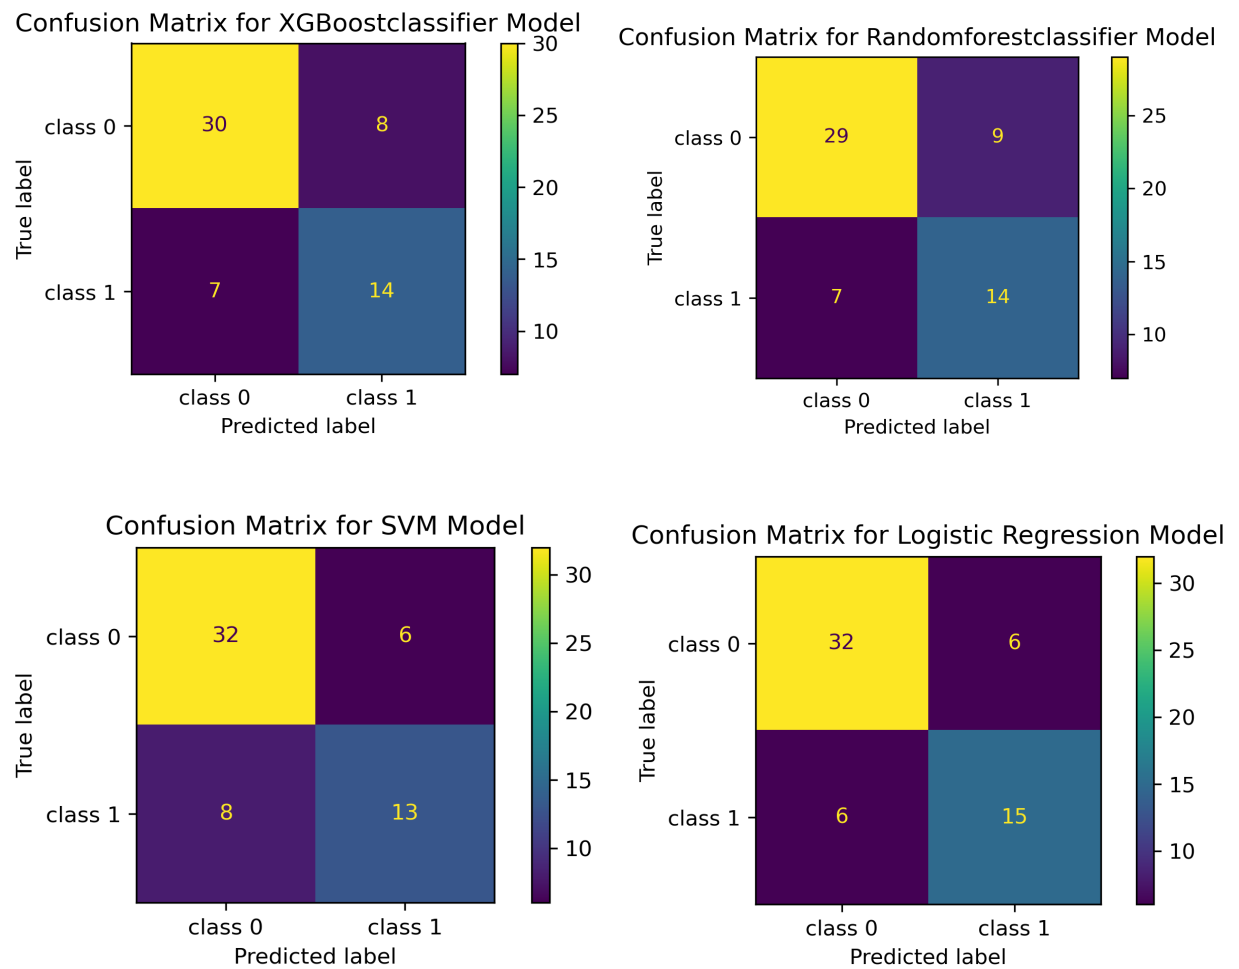 Confusion Matrix for XGBoostclassifier Model
30
8
7
14
class 0
class 1
True label
class 0
class 1
Predicted label
30
25
20
15
10
Confusion Matrix for Randomforestclassifier Model
29
9
7
14
class 0
class 1
True label
class 0
class 1
Predicted label
25
20
15
10
Confusion Matrix for SVM Model
32
6
8
13
class 0
class 1
True label
class 0
class 1
Predicted label
30
25
20
15
10
Confusion Matrix for Logistic Regression Model
32
6
6
15
class 0
class 1
True label
class 0
class 1
Predicted label
30
25
20
15
10